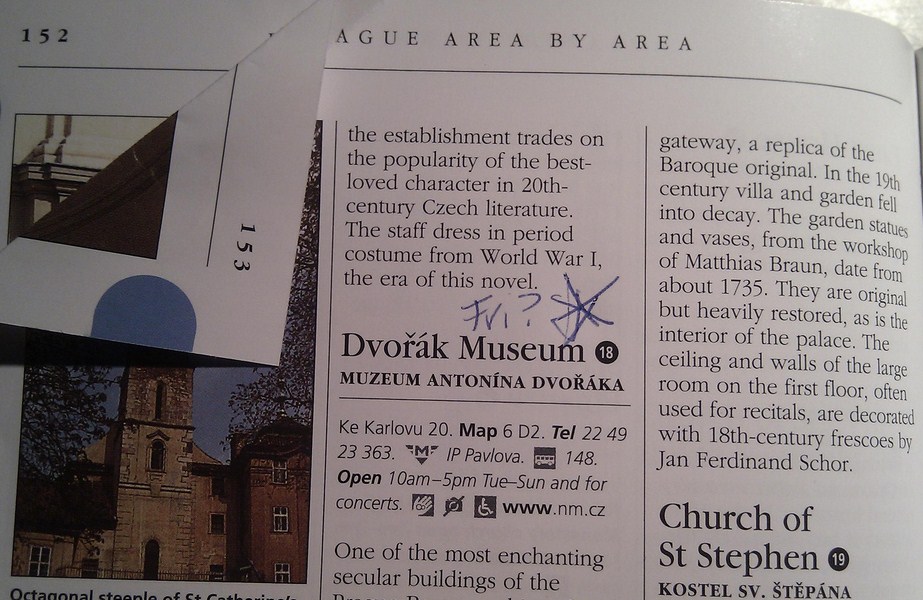 152
AGUE AREA BY AREA
153
the establishment trades on
the popularity of the best-
loved character in 20th-
century Czech literature.
The staff dress in period
costume from World War I,
the era of this novel.
Fri?
Dvořák Museum 18
MUZEUM ANTONÍNA DVOŘÁKA
Ke Karlovu 20. Map 6 D2. Tel 22 49
23 363. M IP Pavlova. 148.
Open 10am–5pm Tue–Sun and for
concerts. www.nm.cz
One of the most enchanting
secular buildings of the
gateway, a replica of the
Baroque original. In the 19th
century villa and garden fell
into decay. The garden statues
and vases, from the workshop
of Matthias Braun, date from
about 1735. They are original
but heavily restored, as is the
interior of the palace. The
ceiling and walls of the large
room on the first floor, often
used for recitals, are decorated
with 18th-century frescoes by
Jan Ferdinand Schor.
Church of
St Stephen 19
KOSTEL SV. ŠTĚPÁNA
Octagonal steeple of St Catherine's